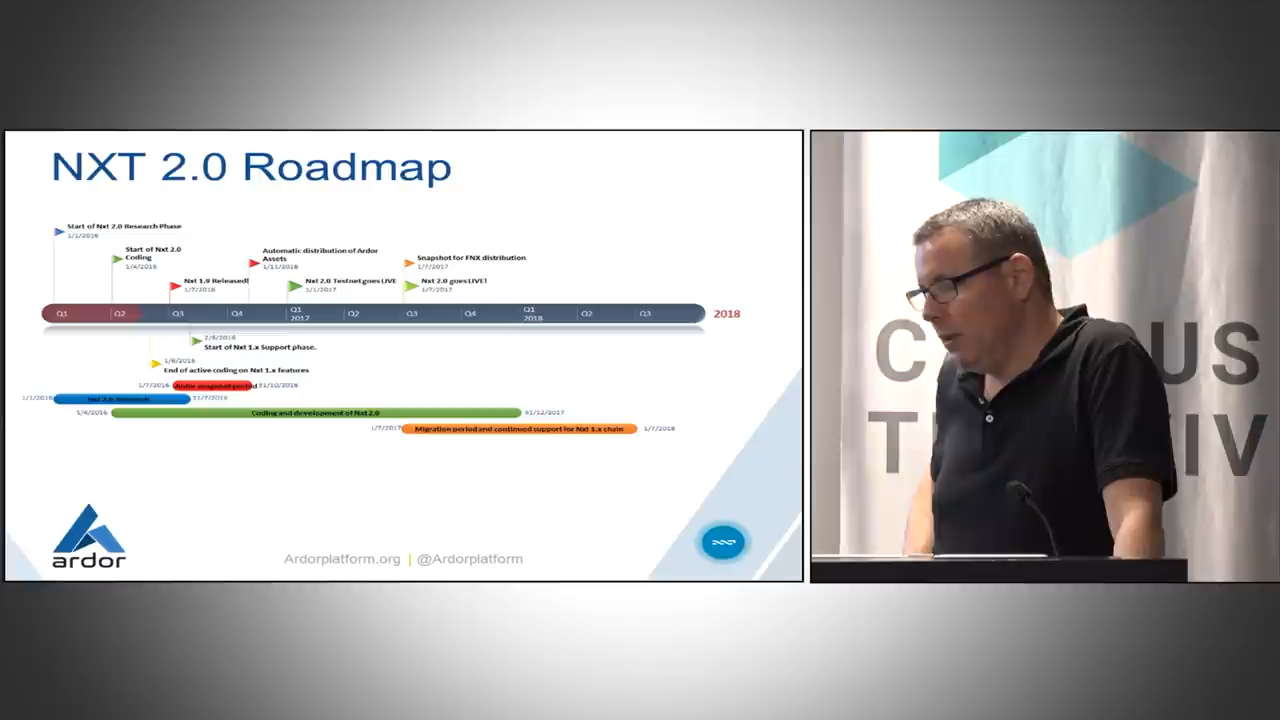 NXT 2.0 Roadmap
Start of Nxt 2.0 Research Phase
1/1/2016
Start of Nxt 2.0
Coding
1/4/2016
Nxt 1.9 Released!
1/7/2016
Automatic distribution of Ardor
Assets
1/11/2016
Nxt 2.0 Testnet goes LIVE
1/1/2017
Snapshot for FNX distribution
1/7/2017
Nxt 2.0 goes LIVE!
1/7/2017
Q1
Q2
Q3
Q4
Q1
2017
Q2
Q3
Q4
Q1
2018
Q2
Q3
2018
Start of Nxt 1.x Support phase.
1/6/2016
End of active coding on Nxt 1.x features
1/7/2016
snapshot period
31/10/2016
1/1/2016
Nxt 2.0
31/7/2016
1/4/2016
Coding and development of Nxt 2.0
31/12/2017
1/7/2017
Migration period and continued support for Nxt 1.x chain
1/7/2018
ardor
Ardorplatform.org | @Ardorplatform
C US
T IV